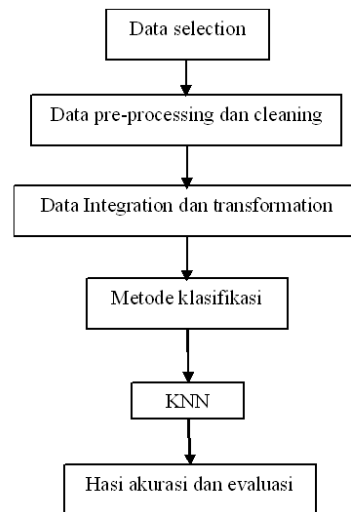 Data selection
Data pre-processing dan cleaning
Data Integration dan transformation
Metode klasifikasi
KNN
Hasi akurasi dan evaluasi